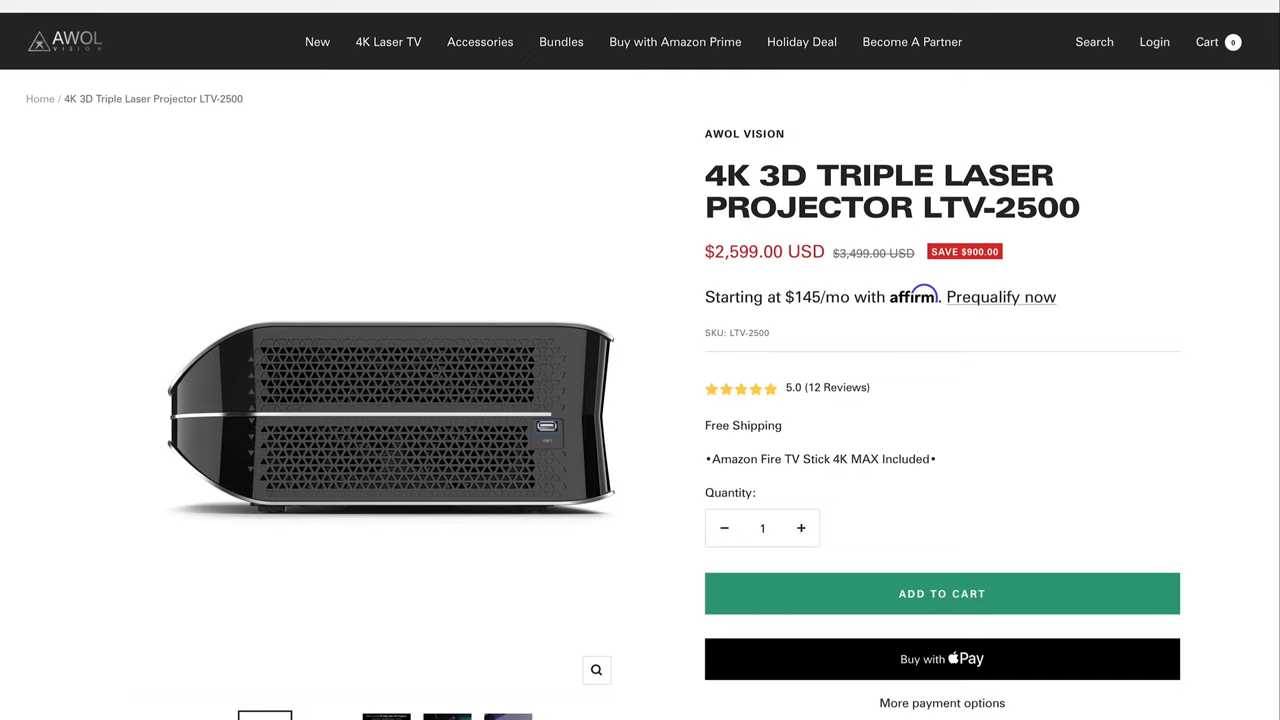 AWOL
VISION
New
4K Laser TV
Accessories
Bundles
Buy with Amazon Prime
Holiday Deal
Become A Partner
Search
Login
Cart 0
Home / 4K 3D Triple Laser Projector LTV-2500
AWOL VISION
4K 3D TRIPLE LASER
PROJECTOR LTV-2500
$2,599.00 USD $3,499.00 USD SAVE $900.00
Starting at $145/mo with affirm. Prequalify now
SKU: LTV-2500
5.0 (12 Reviews)
Free Shipping
•Amazon Fire TV Stick 4K MAX Included•
Quantity:
− 1 +
ADD TO CART
Buy with Pay
More payment options